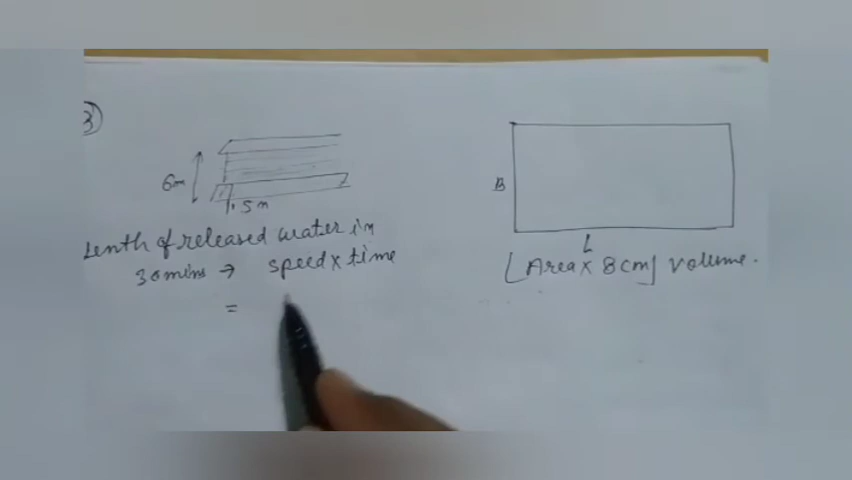 3)
6m
1.5m
B
Lenth of released water in
30 mins → speed x time
=
L
[Area x 8cm] volume.